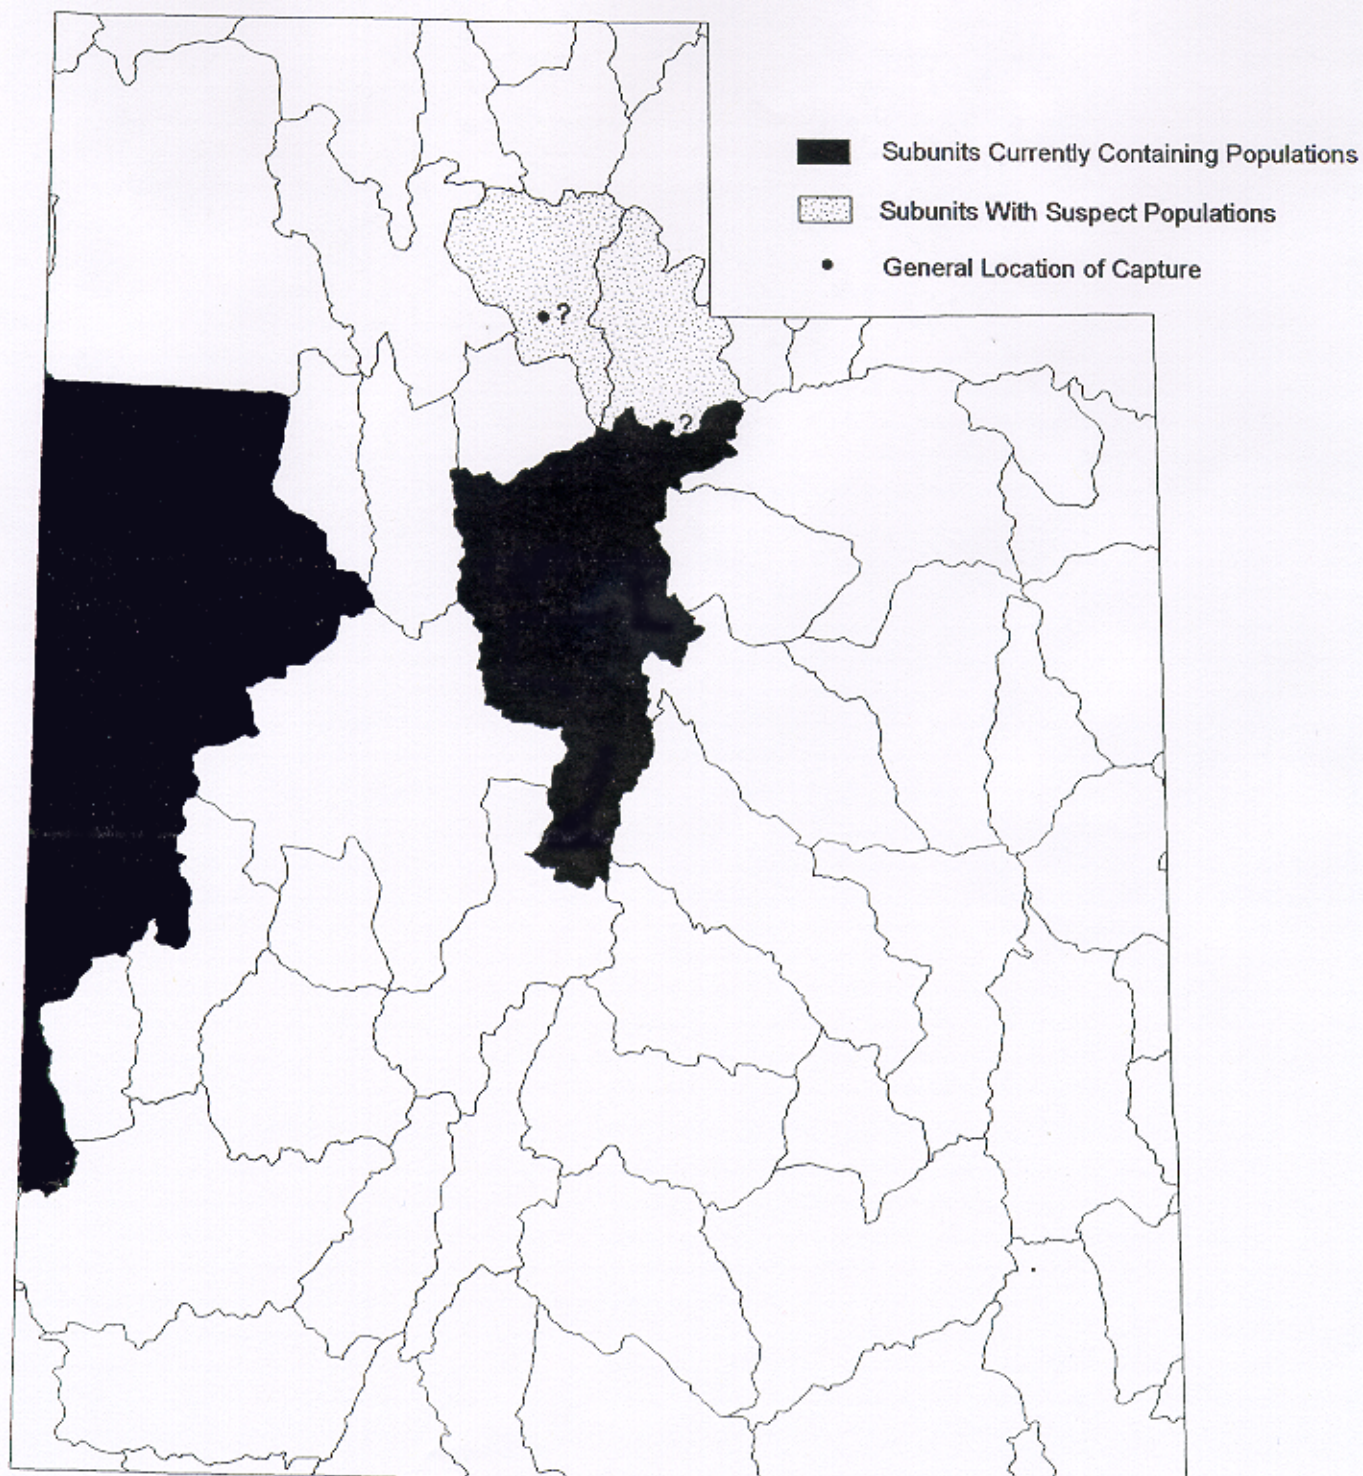 Subunits Currently Containing Populations
Subunits With Suspect Populations
General Location of Capture
?
?